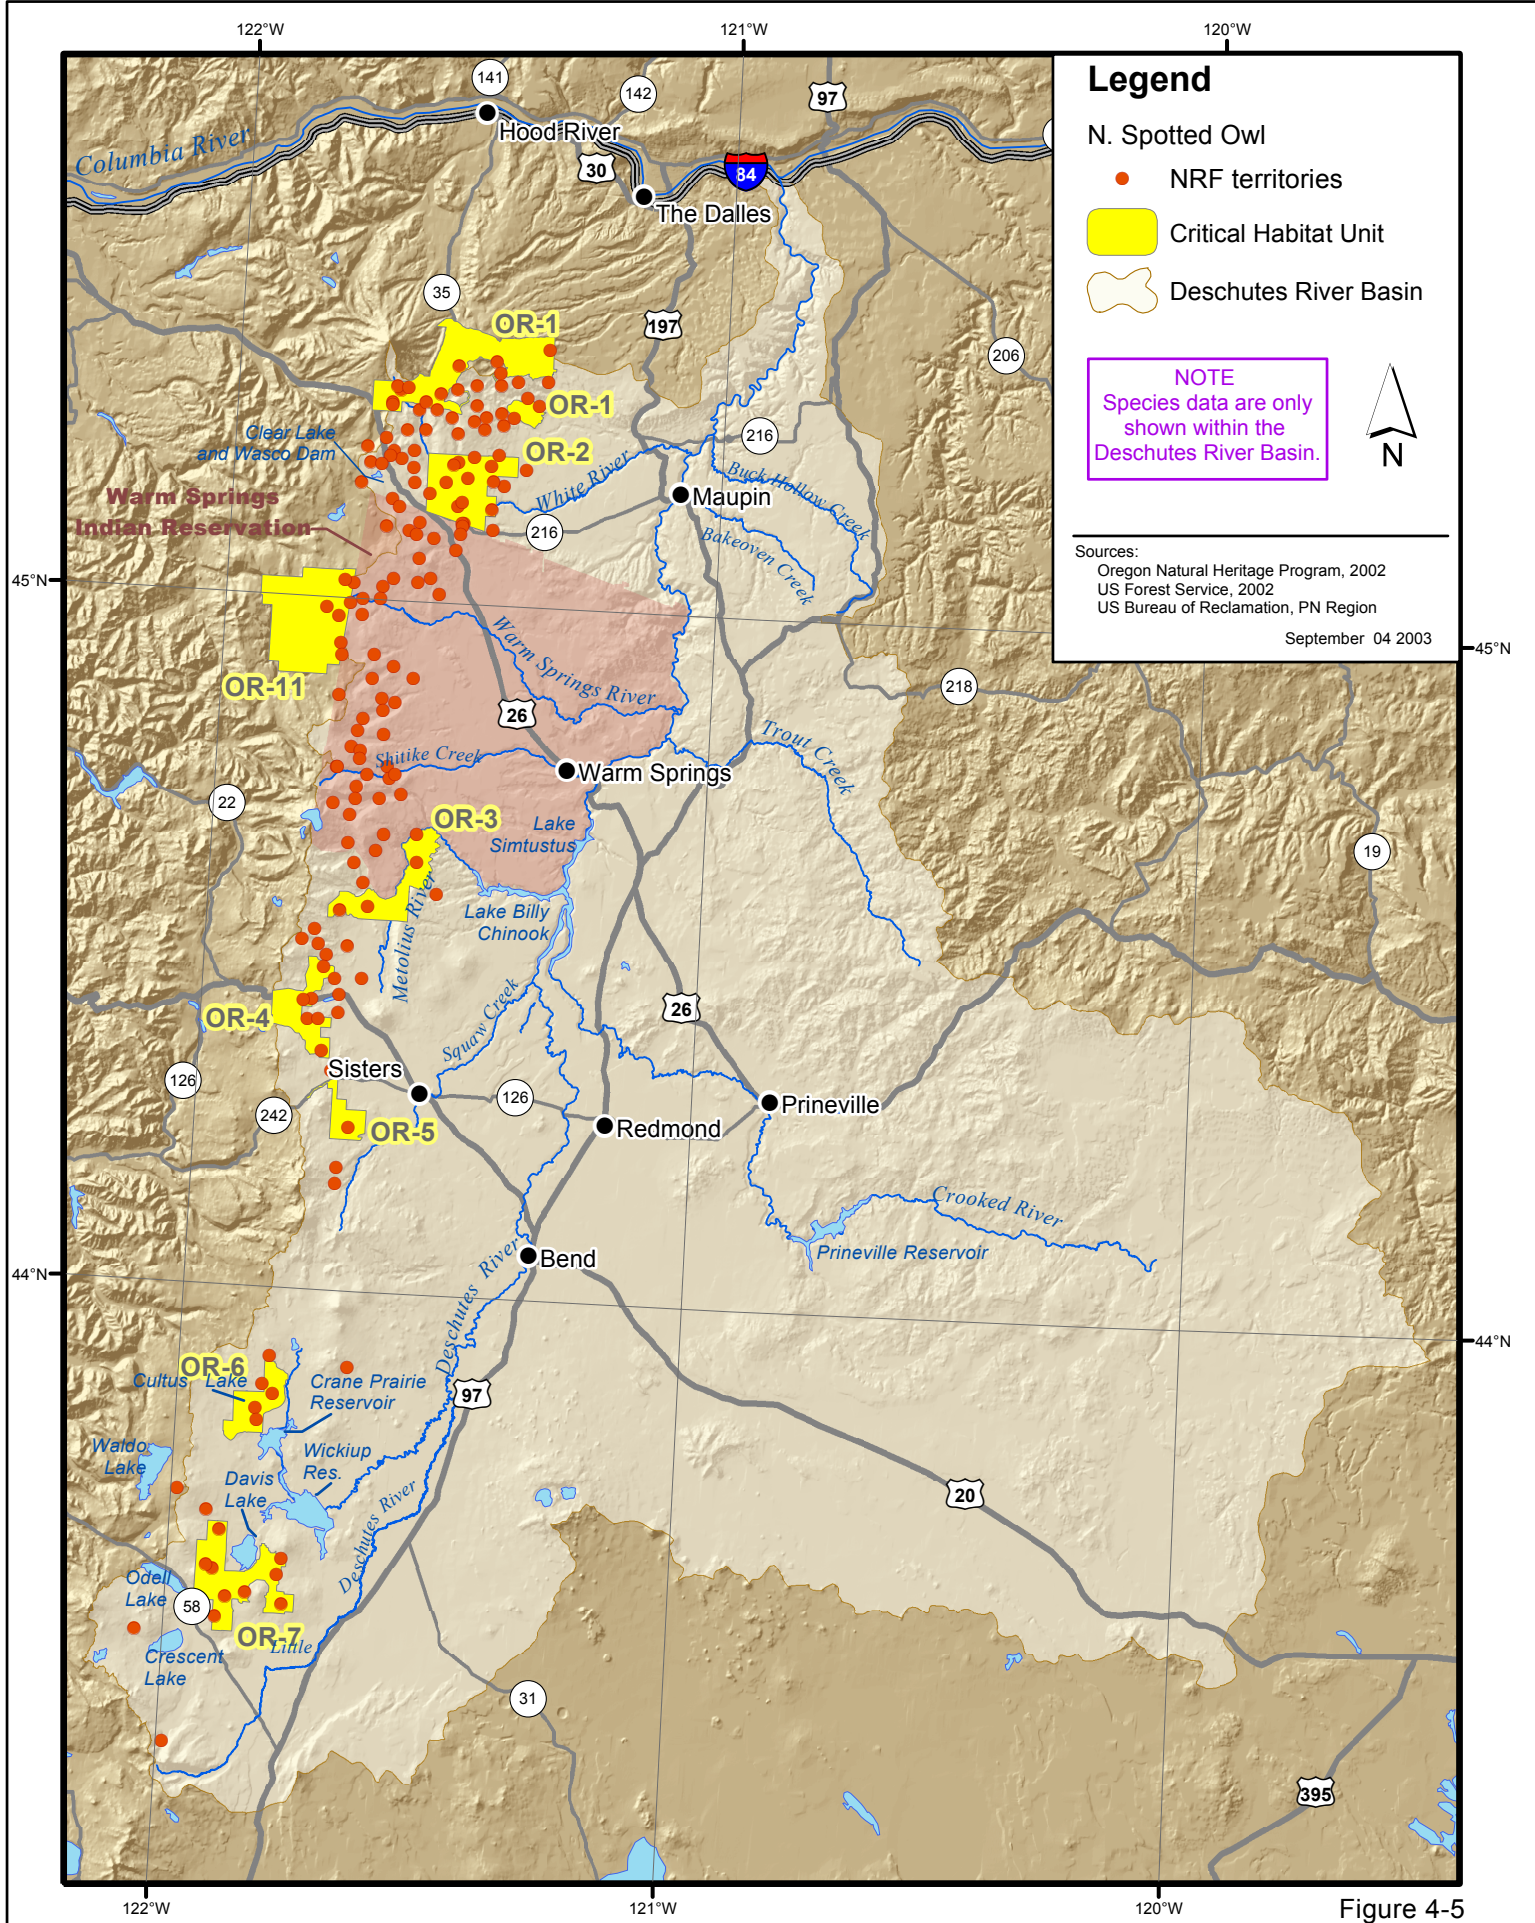 122°W
121°W
120°W
141
142
97
Hood River
Columbia River
30
84
The Dalles
35
197
206
OR-1
OR-1
216
Clear Lake
and Wasco Dam
OR-2
White River
Buck Hollow Creek
Maupin
Warm Springs
Indian Reservation
216
Bakeoven Creek
45°N
45°N
Warm Springs River
OR-11
26
218
Trout Creek
Shitike Creek
Warm Springs
22
OR-3
Lake
Simtustus
19
Metolius River
Lake Billy
Chinook
Squaw Creek
26
OR-4
Sisters
126
242
126
OR-5
Redmond
Prineville
Crooked River
Prineville Reservoir
Deschutes River
Bend
44°N
44°N
OR-6
Cultus Lake
Crane Prairie
Reservoir
97
Waldo
Lake
Wickiup
Res.
Davis
Lake
20
Little Deschutes River
Odell
Lake
58
OR-7
Crescent
Lake
31
395
122°W
121°W
120°W
Legend
N. Spotted Owl
NRF territories
Critical Habitat Unit
Deschutes River Basin
NOTE
Species data are only
shown within the
Deschutes River Basin.
N
Sources:
Oregon Natural Heritage Program, 2002
US Forest Service, 2002
US Bureau of Reclamation, PN Region
September 04 2003
Figure 4-5